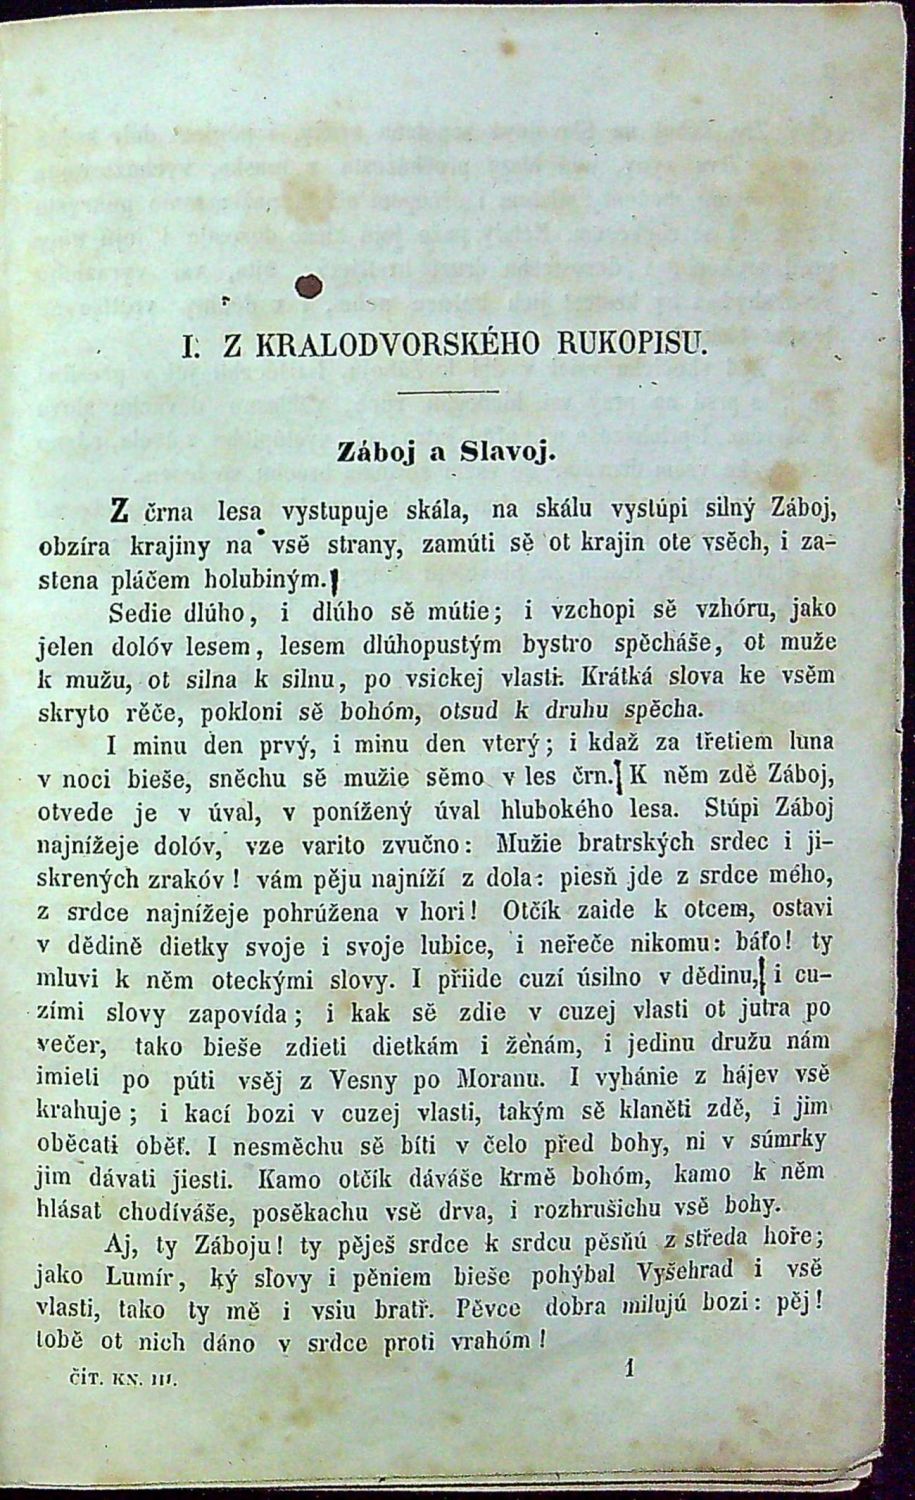 I. Z KRALODVORSKÉHO RUKOPISU.
Záboj a Slavoj.
Z črna lesa vystupuje skála, na skálu vystúpi silný Záboj,
obzíra krajiny na vsě strany, zamúti sě ot krajin ote vsěch, i za-
stena pláčem holubiným.
Sedie dlúho, i dlúho sě mútie; i vzchopi sě vzhóru, jako
jelen dolóv lesem, lesem dlúhopustým bystro spěcháše, ot muže
k mužu, ot silna k silnu, po vsickej vlasti. Krátká slova ke vsěm
skryto řěče, pokloni sě bohóm, otsud k druhu spěcha.
I minu den prvý, i minu den vterý; i kdaž za třetiem luna
v noci bieše, sněchu sě mužie sěmo v les črn. K něm zdě Záboj,
otvede je v úval, v ponížený úval hlubokého lesa. Stúpi Záboj
najnížeje dolóv, vze varito zvučno: Mužie bratrských srdec i ji-
skrených zrakóv! vám pěju najníží z dola: piesň jde z srdce mého,
z srdce najnížeje pohrúžena v hori! Otčík zaide k otcem, ostavi
v dědině dietky svoje i svoje lubice, i neřeče nikomu: báťo! ty
mluvi k něm oteckými slovy. I přiide cuzí úsilno v dědinu, i cu-
zími slovy zapovída; i kak sě zdie v cuzej vlasti ot jutra po
večer, tako bieše zdieti dietkám i ženám, i jedinu družu nám
imieti po púti vsěj z Vesny po Moranu. I vyhánie z hájev vsě
krahuje; i kací bozi v cuzej vlasti, takým sě klaněti zdě, i jim
oběcati oběť. I nesměchu sě bíti v čelo před bohy, ni v súmrky
jim dávati jiesti. Kamo otčík dáváše krmě bohóm, kamo k něm
hlásat chodíváše, posěkachu vsě drva, i rozhrušichu vsě bohy.
Aj, ty Záboju! ty pěješ srdce k srdcu pěsňú z středa hoře;
jako Lumír, ký slovy i pěniem bieše pohýbal Vyšehrad i vsě
vlasti, tako ty mě i vsiu bratř. Pěvce dobra milujú bozi: pěj!
tobě ot nich dáno v srdce proti vrahóm!
ČÍT. KN. III.
1